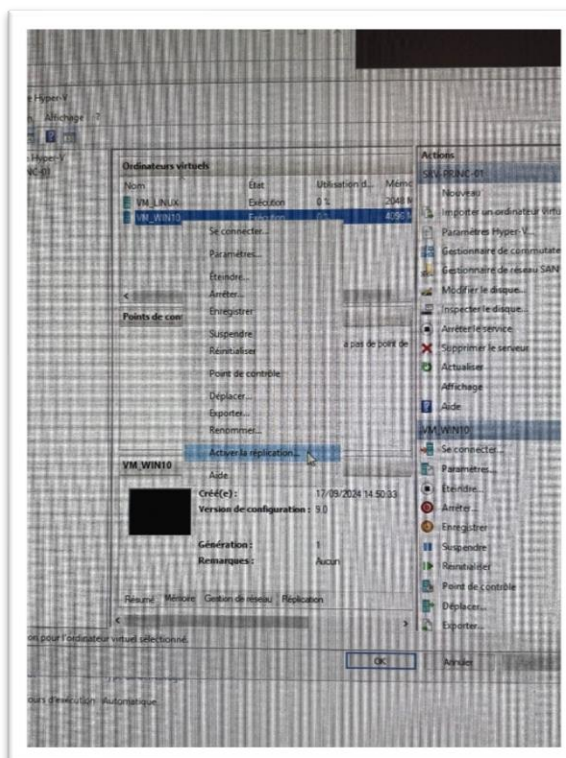 Hyper-V
Affichage ?
Hyper-V
Ordinateurs virtuels
Nom État Utilisation d... Mémo
VM_LINUX Exécution 0 % 2048 M
VM_WIN10 Exécution 0 % 4096 M
Se connecter...
Paramètres...
Éteindre...
Arrêter...
Enregistrer
Suspendre
Réinitialiser
Point de contrôle
Déplacer...
Exporter...
Renommer...
Activer la réplication...
Aide
Points de con
a pas de point de
VM_WIN10
Créé(e) : 17/09/2024 14:50:33
Version de configuration : 9.0
Génération : 1
Remarques : Aucun
Résumé Mémoire Gestion de réseau Réplication
on pour l'ordinateur virtuel sélectionné.
OK Annuler
ours d'exécution Automatique
Actions
SRV-PRINC-01
Nouveau
Importer un ordinateur virtu
Paramètres Hyper-V...
Gestionnaire de commutate
Gestionnaire de réseau SAN
Modifier le disque...
Inspecter le disque...
Arrêter le service
Supprimer le serveur
Actualiser
Affichage
Aide
VM_WIN10
Se connecter...
Paramètres...
Éteindre...
Arrêter...
Enregistrer
Suspendre
Réinitialiser
Point de contrôle
Déplacer...
Exporter...